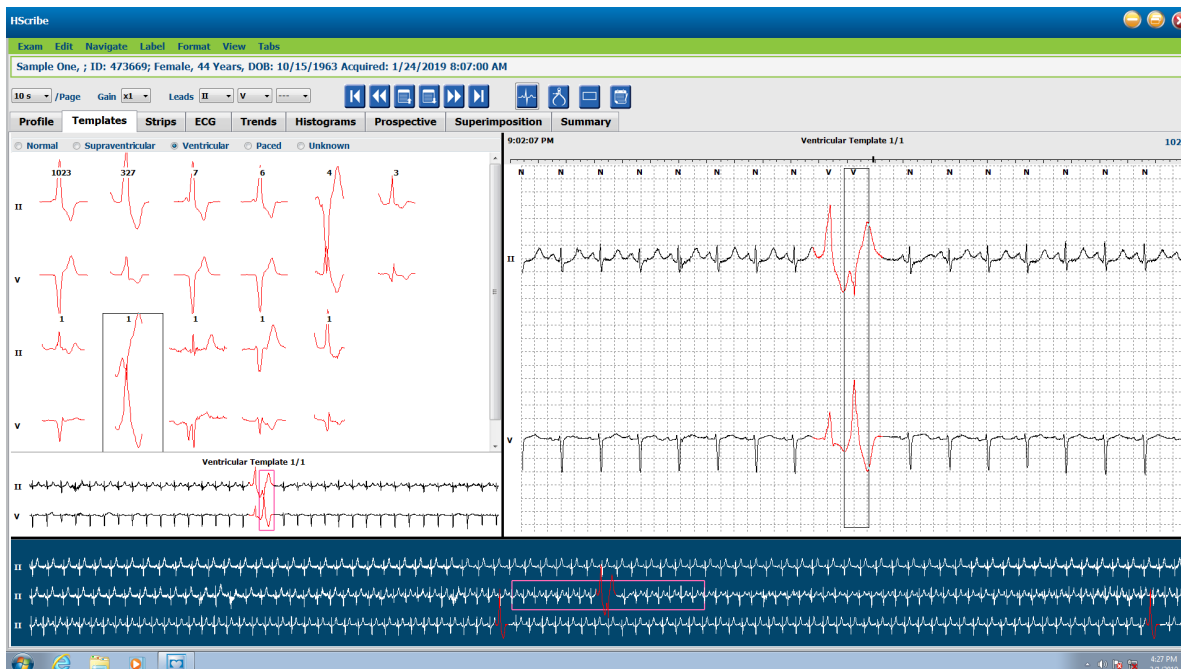 HScribe
Exam Edit Navigate Label Format View Tabs
Sample One, ; ID: 473669; Female, 44 Years, DOB: 10/15/1963 Acquired: 1/24/2019 8:07:00 AM
10 s /Page Gain x1 Leads II V ---
Profile Templates Strips ECG Trends Histograms Prospective Superimposition Summary
Normal Supraventricular Ventricular Paced Unknown
1023 327 7 6 4 3
II
V
1 1 1 1 1
II
V
Ventricular Template 1/1
II
V
9:02:07 PM Ventricular Template 1/1 102
N N N N N N N N V V N N N N N N N
II
V
II
II
II
4:27 PM